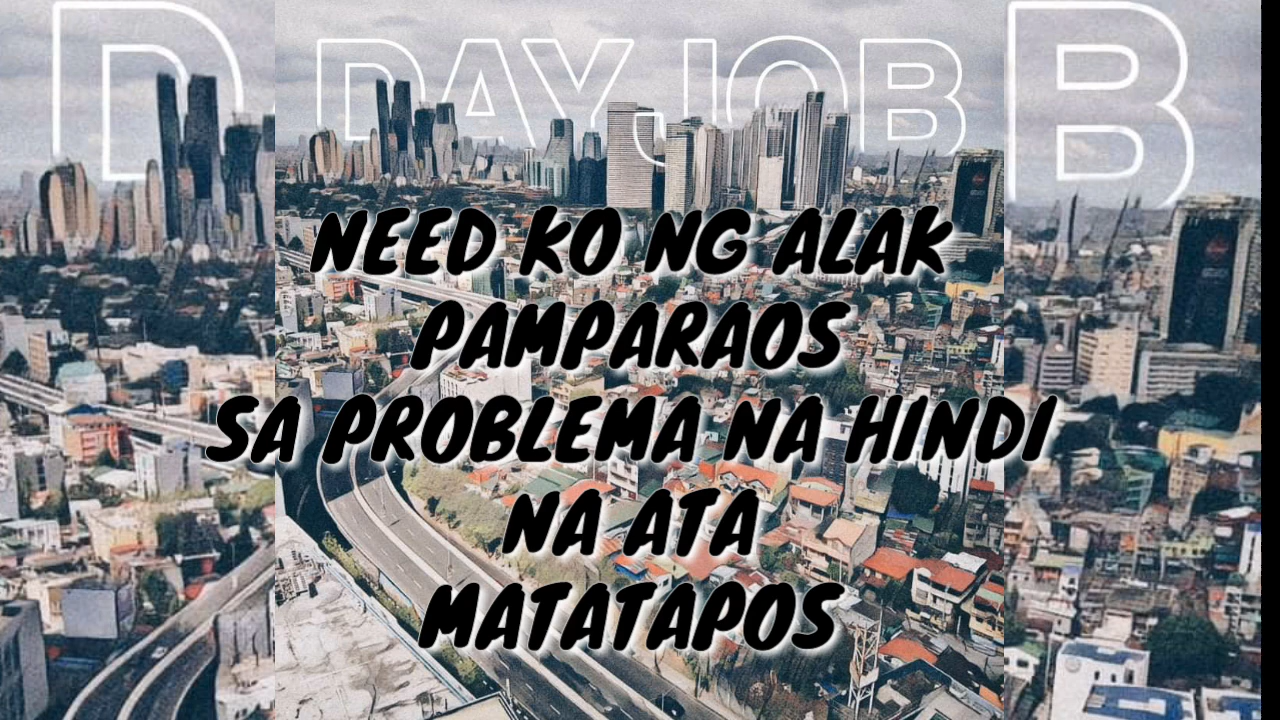 D
DAY JOB
B
NEED KO NG ALAK
PAMPARAOS
SA PROBLEMA NA HINDI
NA ATA
MATATAPOS